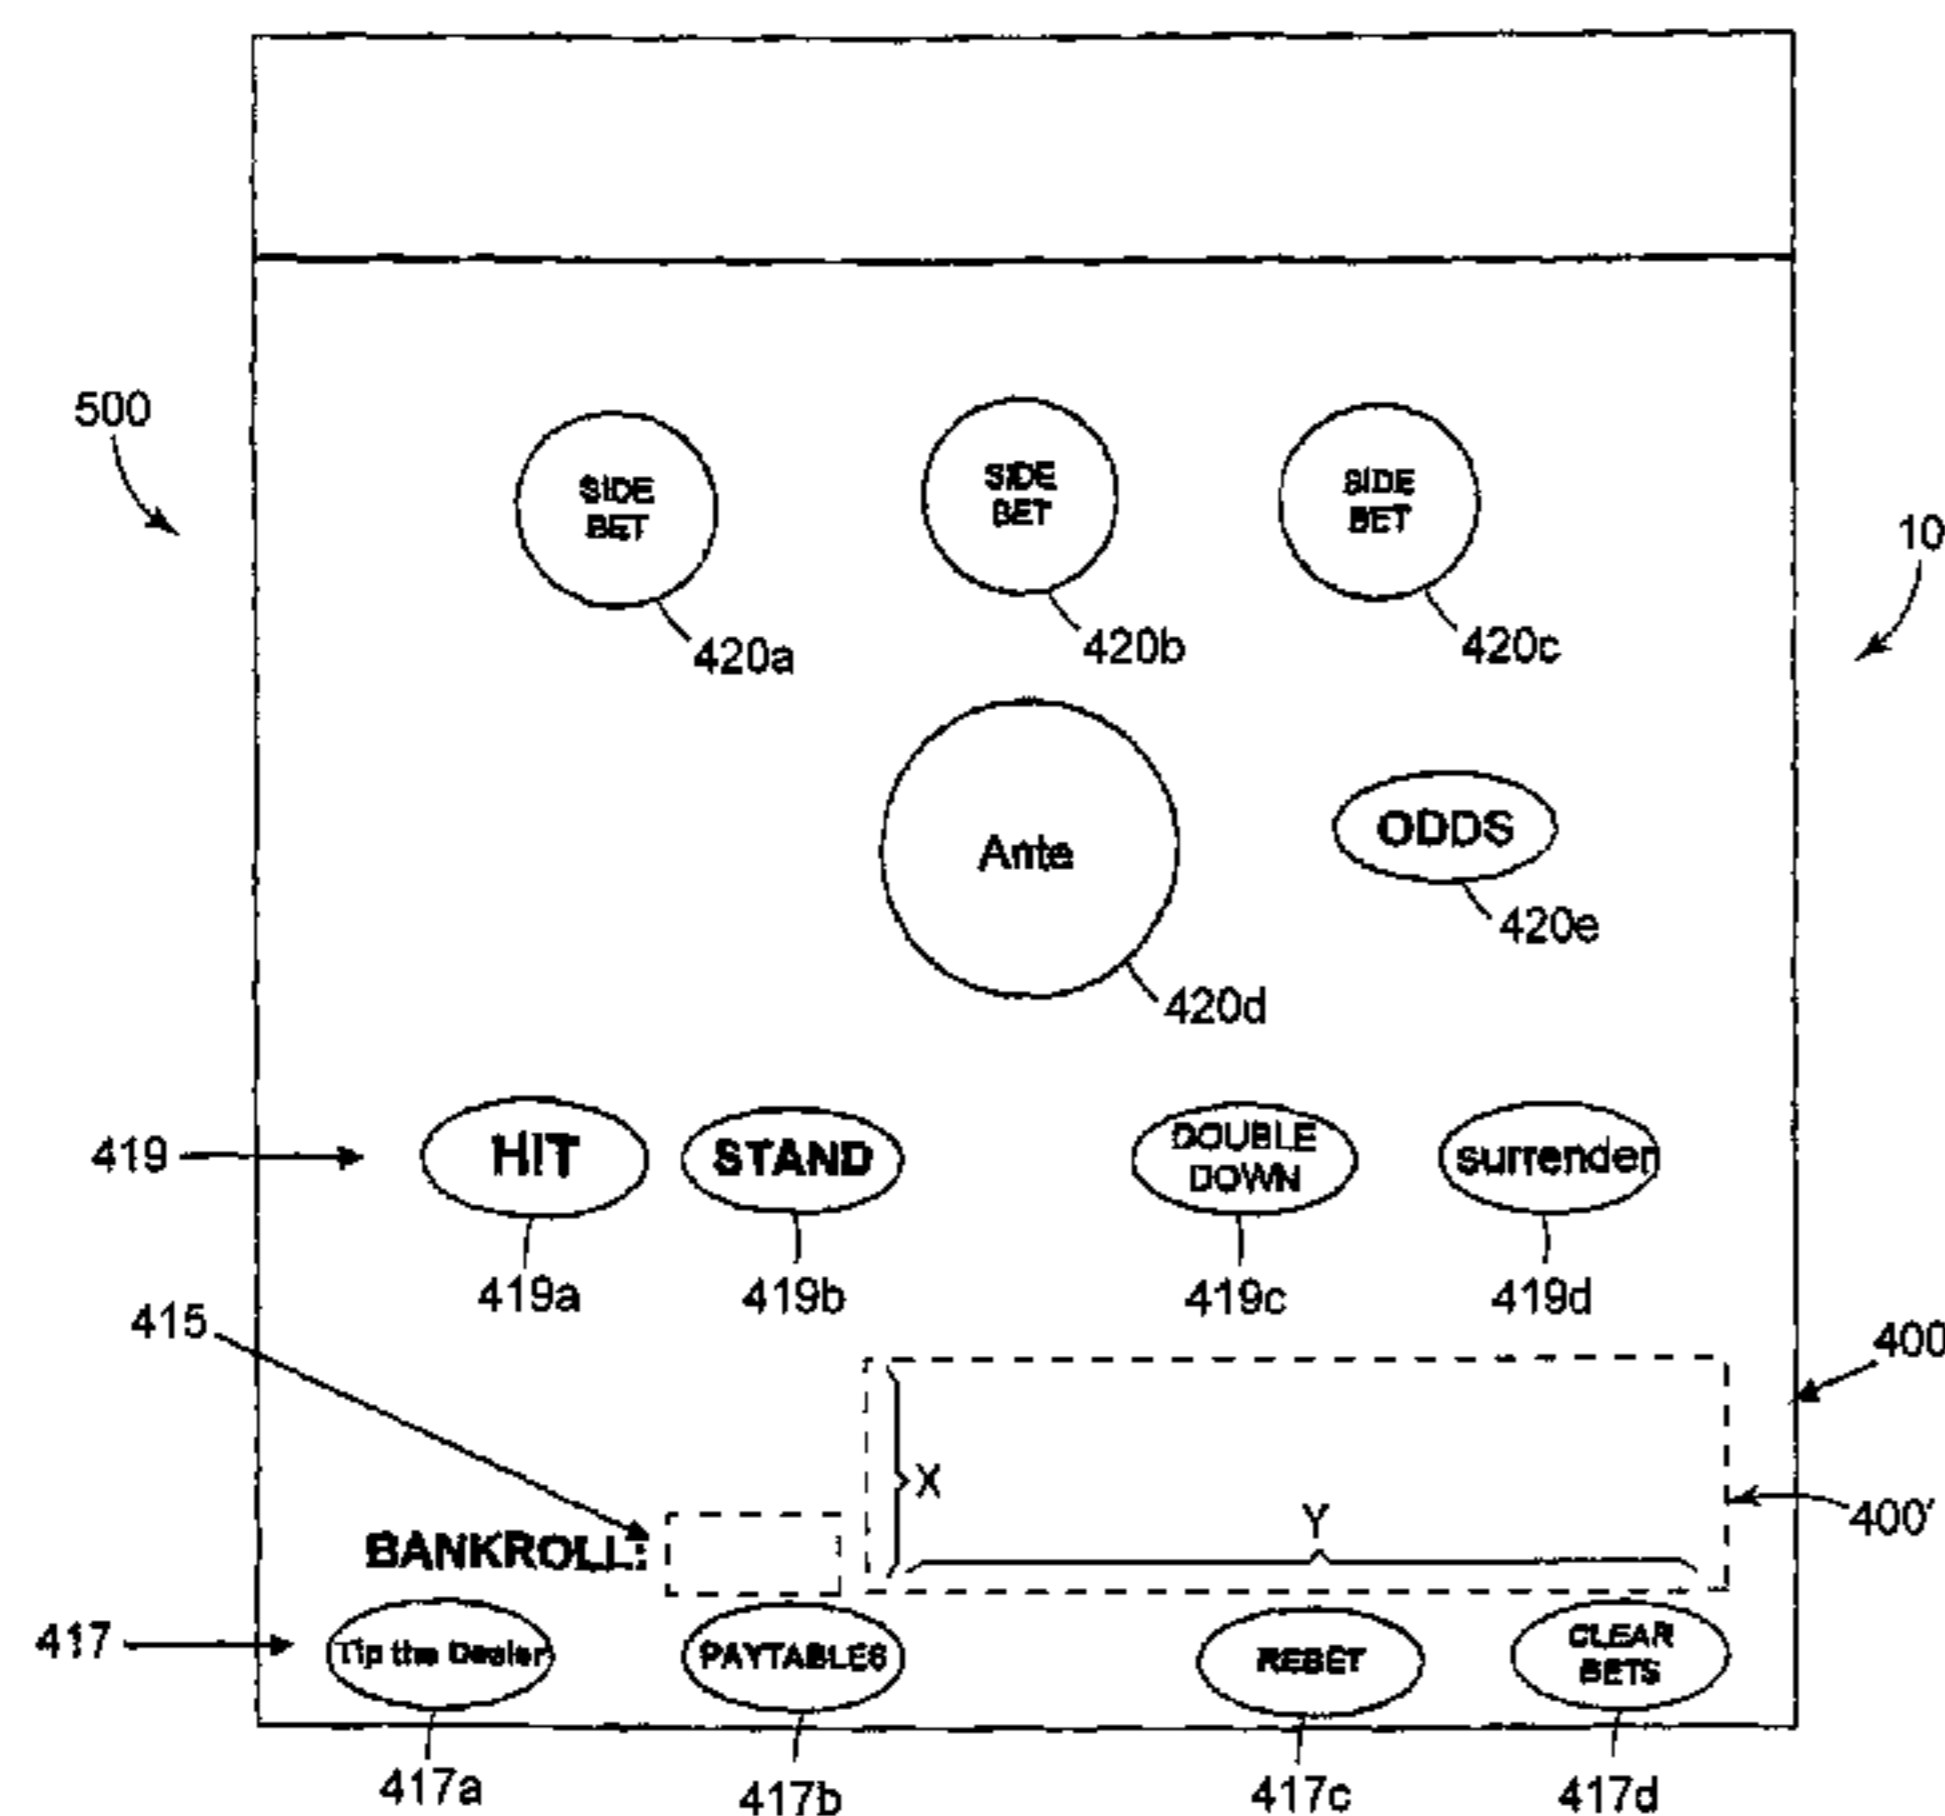 500
SIDE
BET
SIDE
BET
SIDE
BET
10
420a
420b
420c
Ante
ODDS
420e
420d
419
HIT
STAND
DOUBLE
DOWN
surrender
419a
419b
419c
419d
415
400
X
400'
Y
BANKROLL:
417
Tip the Dealer
PAYTABLES
REBET
CLEAR
BETS
417a
417b
417c
417d